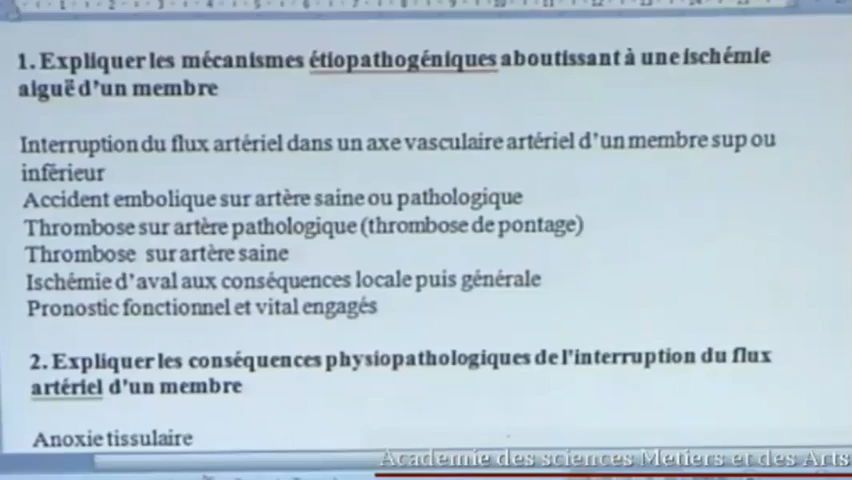 1. Expliquer les mécanismes étiopathogéniques aboutissant à une ischémie
aiguë d'un membre
Interruption du flux artériel dans un axe vasculaire artériel d'un membre sup ou
inférieur
Accident embolique sur artère saine ou pathologique
Thrombose sur artère pathologique (thrombose de pontage)
Thrombose sur artère saine
Ischémie d'aval aux conséquences locale puis générale
Pronostic fonctionnel et vital engagés
2. Expliquer les conséquences physiopathologiques de l'interruption du flux
artériel d'un membre
Anoxie tissulaire
Academie des sciences Metiers et des Arts